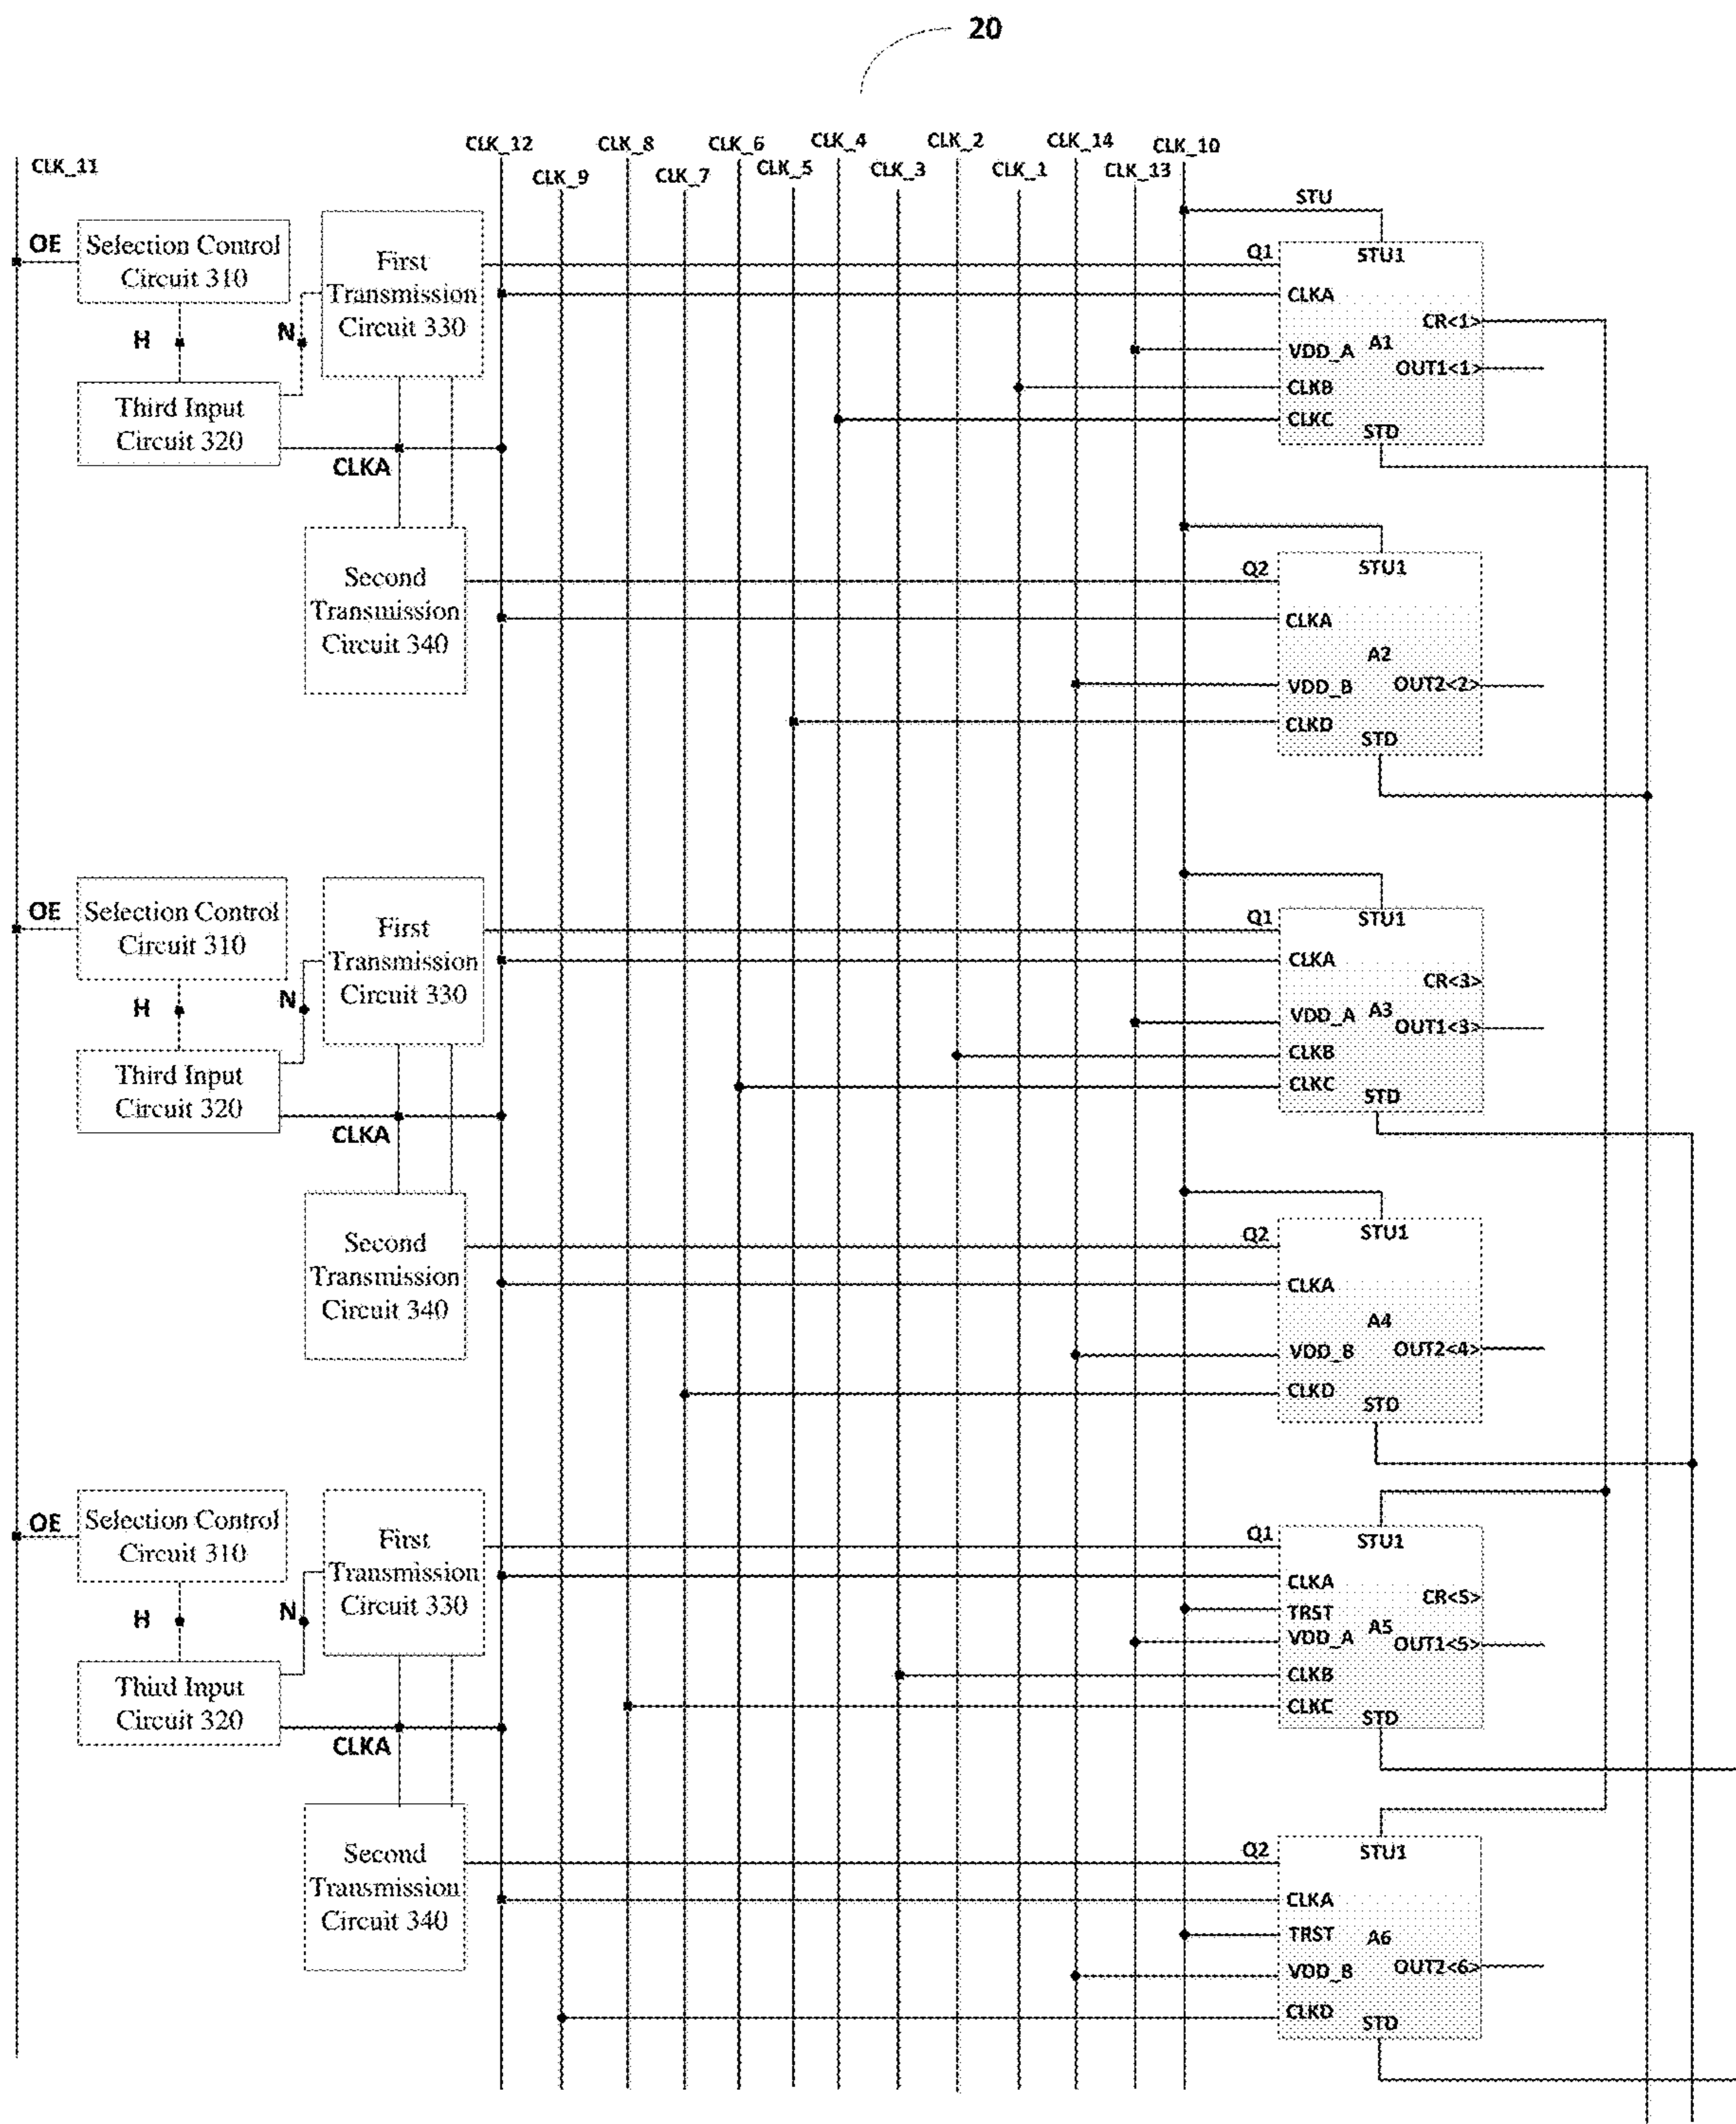 20
CLK_11
CLK_12
CLK_9
CLK_8
CLK_7
CLK_6
CLK_5
CLK_4
CLK_3
CLK_2
CLK_1
CLK_14
CLK_13
CLK_10
STU
OE
Selection Control
Circuit 310
H
N
Third Input
Circuit 320
First
Transmission
Circuit 330
CLKA
Q1
STU1
CLKA
CR<1>
VDD_A
A1
OUT1<1>
CLKB
CLKC
STD
Second
Transmission
Circuit 340
Q2
STU1
CLKA
A2
VDD_B
OUT2<2>
CLKD
STD
OE
Selection Control
Circuit 310
H
N
Third Input
Circuit 320
First
Transmission
Circuit 330
CLKA
Q1
STU1
CLKA
CR<3>
VDD_A
A3
OUT1<3>
CLKB
CLKC
STD
Second
Transmission
Circuit 340
Q2
STU1
CLKA
A4
VDD_B
OUT2<4>
CLKD
STD
OE
Selection Control
Circuit 310
H
N
Third Input
Circuit 320
First
Transmission
Circuit 330
CLKA
Q1
STU1
CLKA
CR<5>
TRST
VDD_A
A5
OUT1<5>
CLKB
CLKC
STD
Second
Transmission
Circuit 340
Q2
STU1
CLKA
TRST
A6
VDD_B
OUT2<6>
CLKD
STD